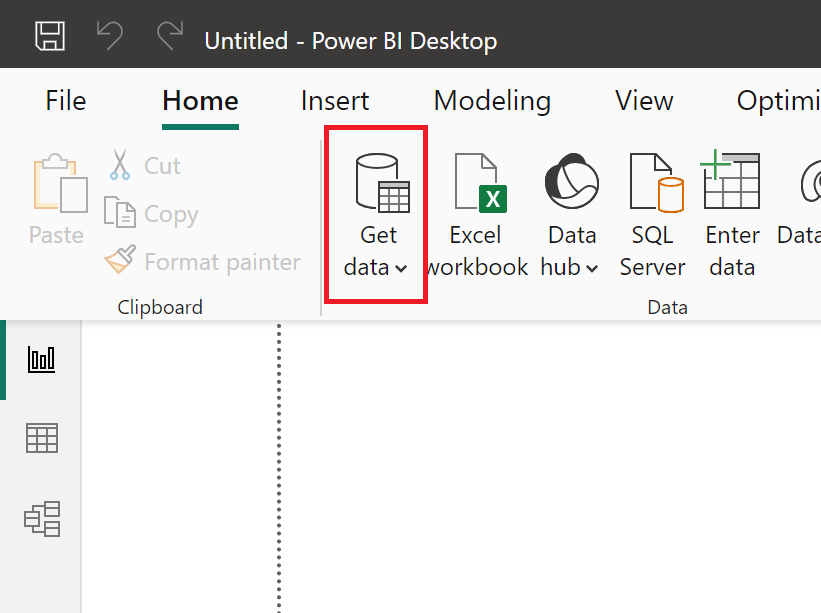 Untitled - Power BI Desktop
File Home Insert Modeling View Optimi
Paste
Cut
Copy
Format painter
Clipboard
Get
data
Excel
workbook
X
Data
hub
SQL
Server
Enter
data
Data
Data